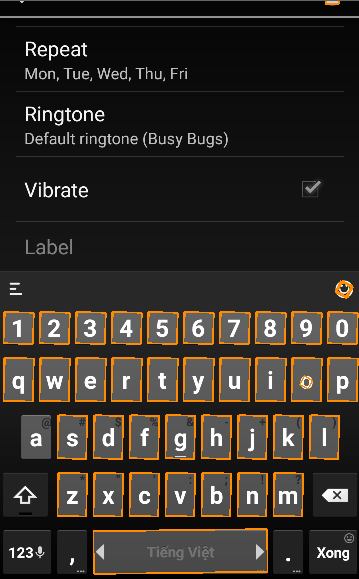 Repeat
Mon, Tue, Wed, Thu, Fri
Ringtone
Default ringtone (Busy Bugs)
Vibrate
Label
1 2 3 4 5 6 7 8 9 0
q w e r t y u i o p
@ # $ % & - + ( )
a s d f g h j k l
* " ' : ; ! ?
z x c v b n m
123 , Tiếng Việt . Xong